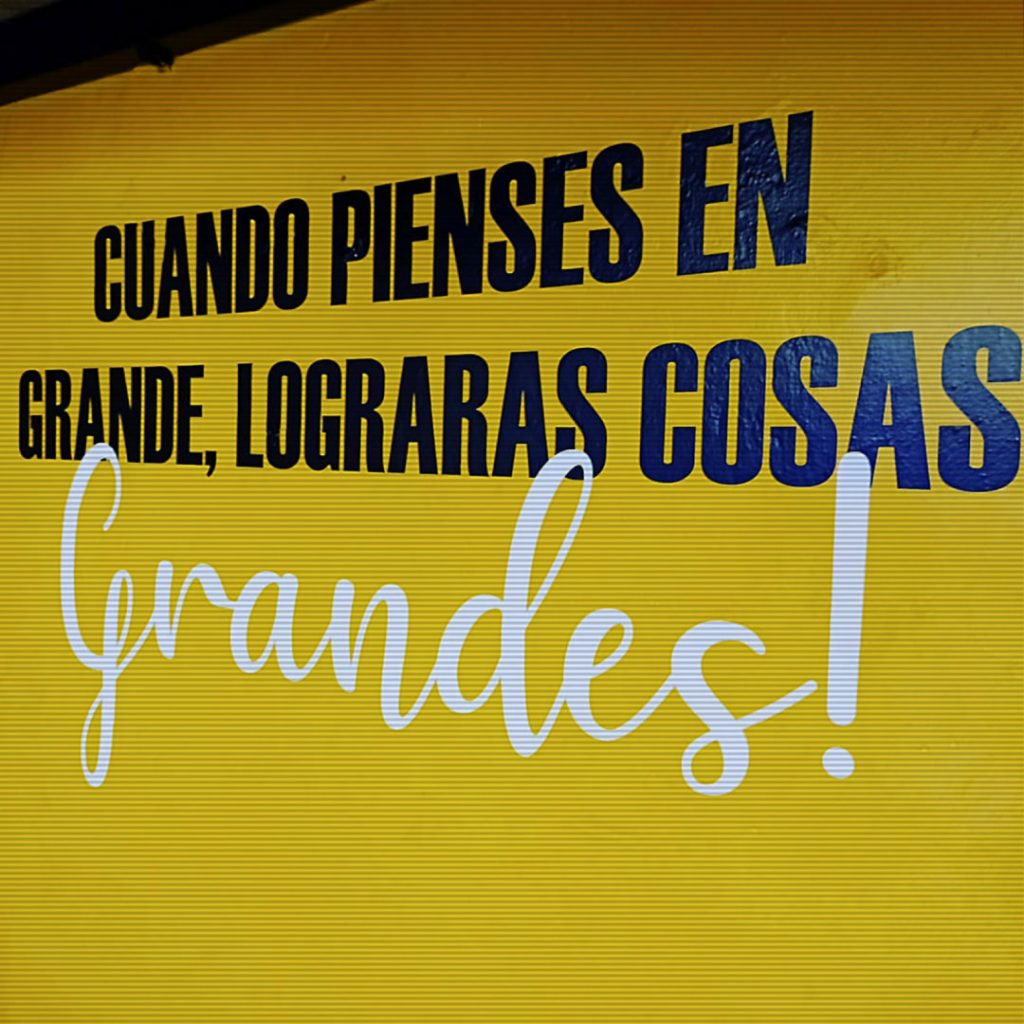 CUANDO PIENSES EN
GRANDE, LOGRARAS COSAS
Grandes!